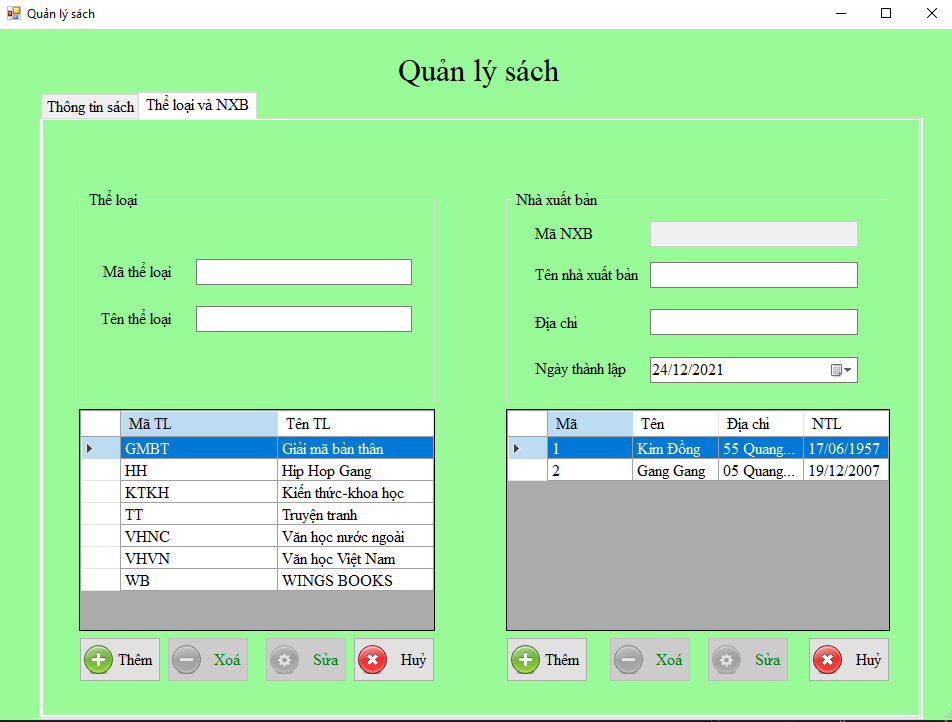 Quản lý sách
Quản lý sách
Thông tin sách Thể loại và NXB
Thể loại
Mã thể loại
Tên thể loại
Mã TL Tên TL
GMBT Giải mã bản thân
HH Hip Hop Gang
KTKH Kiến thức-khoa học
TT Truyện tranh
VHNC Văn học nước ngoài
VHVN Văn học Việt Nam
WB WINGS BOOKS
Thêm Xoá Sửa Huỷ
Nhà xuất bản
Mã NXB
Tên nhà xuất bản
Địa chỉ
Ngày thành lập 24/12/2021
Mã Tên Địa chỉ NTL
1 Kim Đồng 55 Quang... 17/06/1957
2 Gang Gang 05 Quang... 19/12/2007
Thêm Xoá Sửa Huỷ